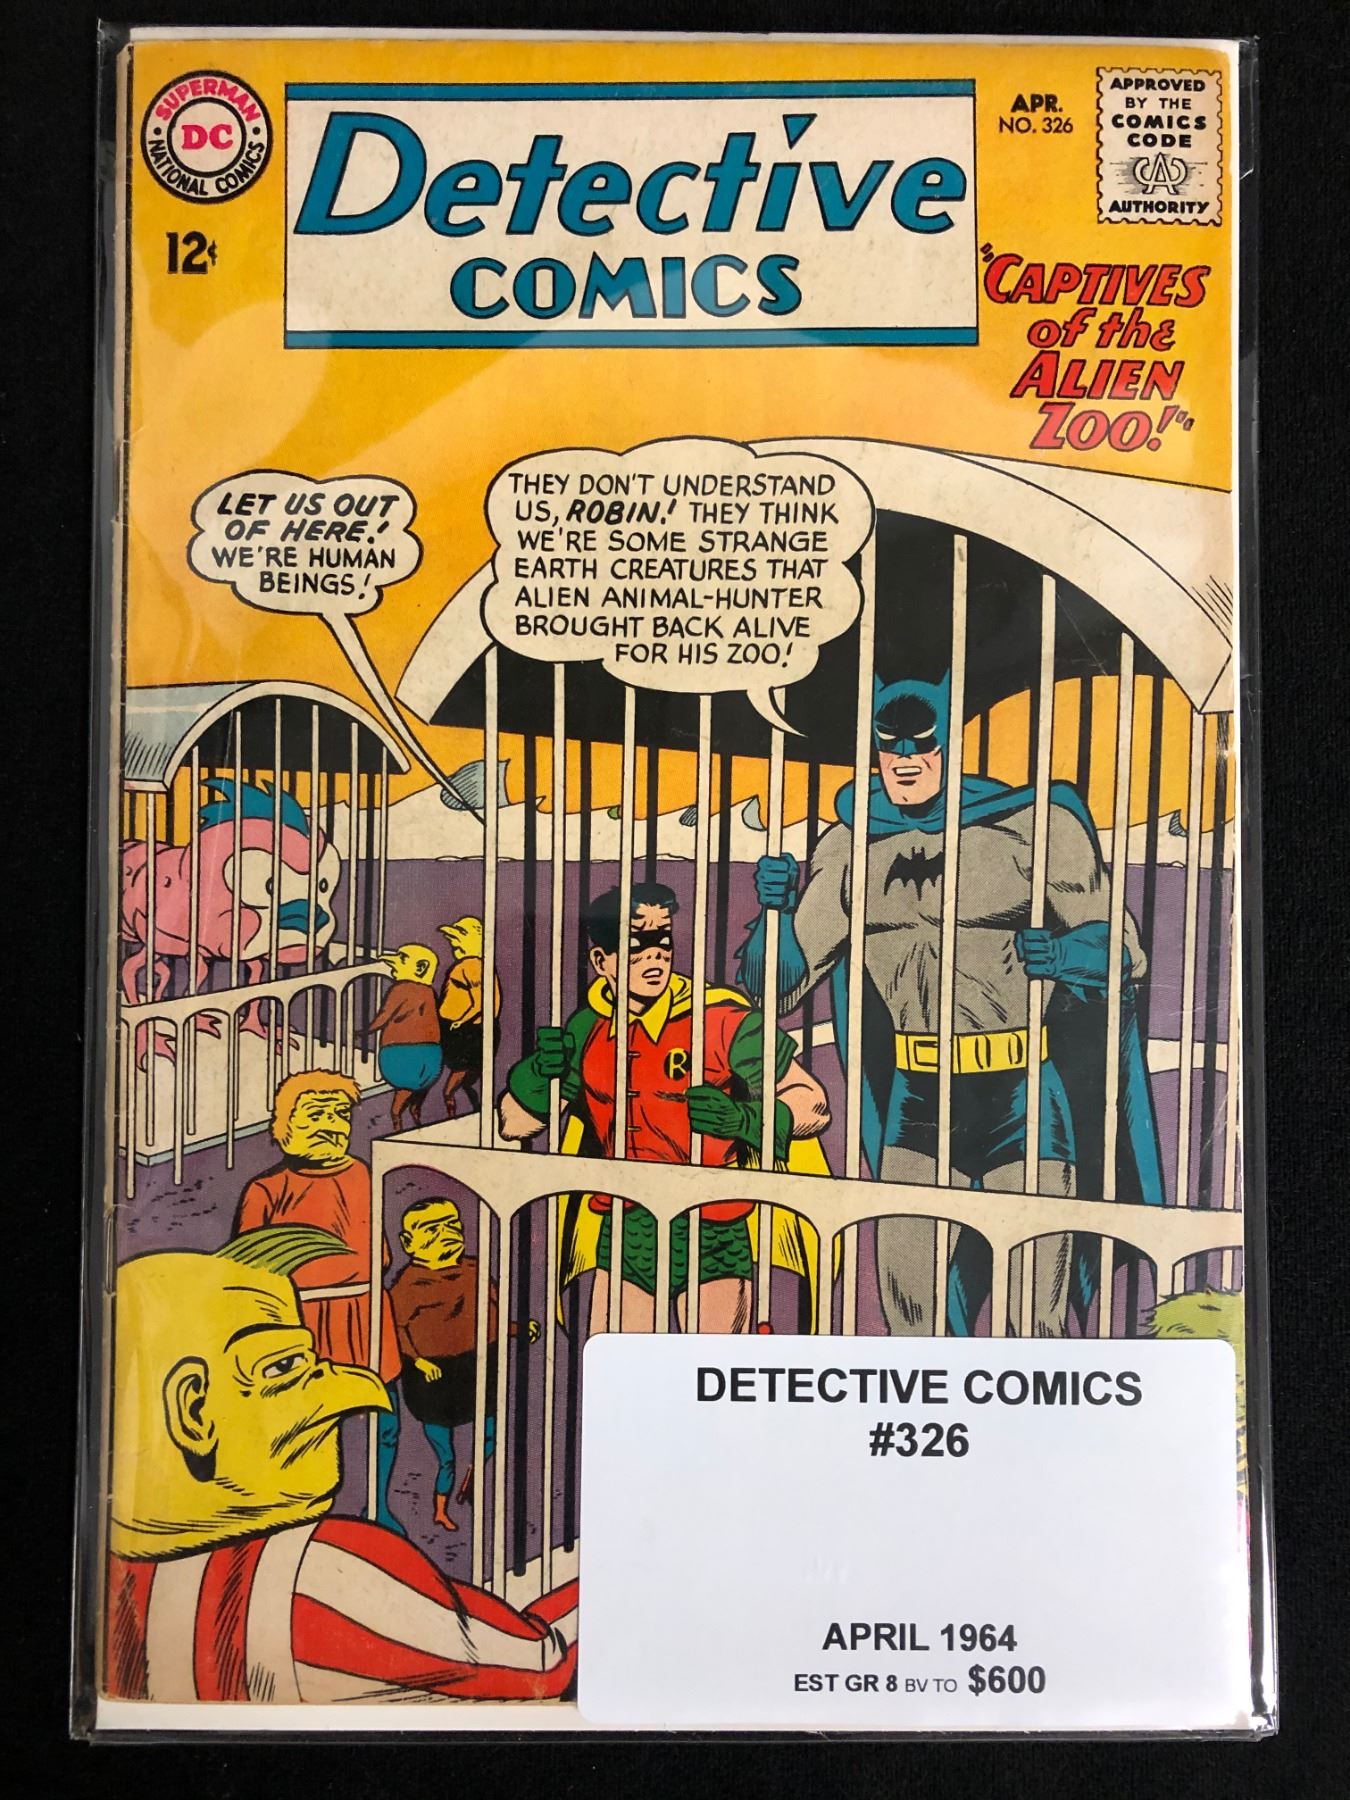 SUPERMAN
DC
NATIONAL COMICS
12¢
Detective
COMICS
APR.
NO. 326
APPROVED
BY THE
COMICS
CODE
CA
AUTHORITY
"CAPTIVES
of the
ALIEN
ZOO!"
LET US OUT
OF HERE!
WE'RE HUMAN
BEINGS!
THEY DON'T UNDERSTAND
US, ROBIN! THEY THINK
WE'RE SOME STRANGE
EARTH CREATURES THAT
ALIEN ANIMAL-HUNTER
BROUGHT BACK ALIVE
FOR HIS ZOO!
R
DETECTIVE COMICS
#326
APRIL 1964
EST GR 8 BV TO $600